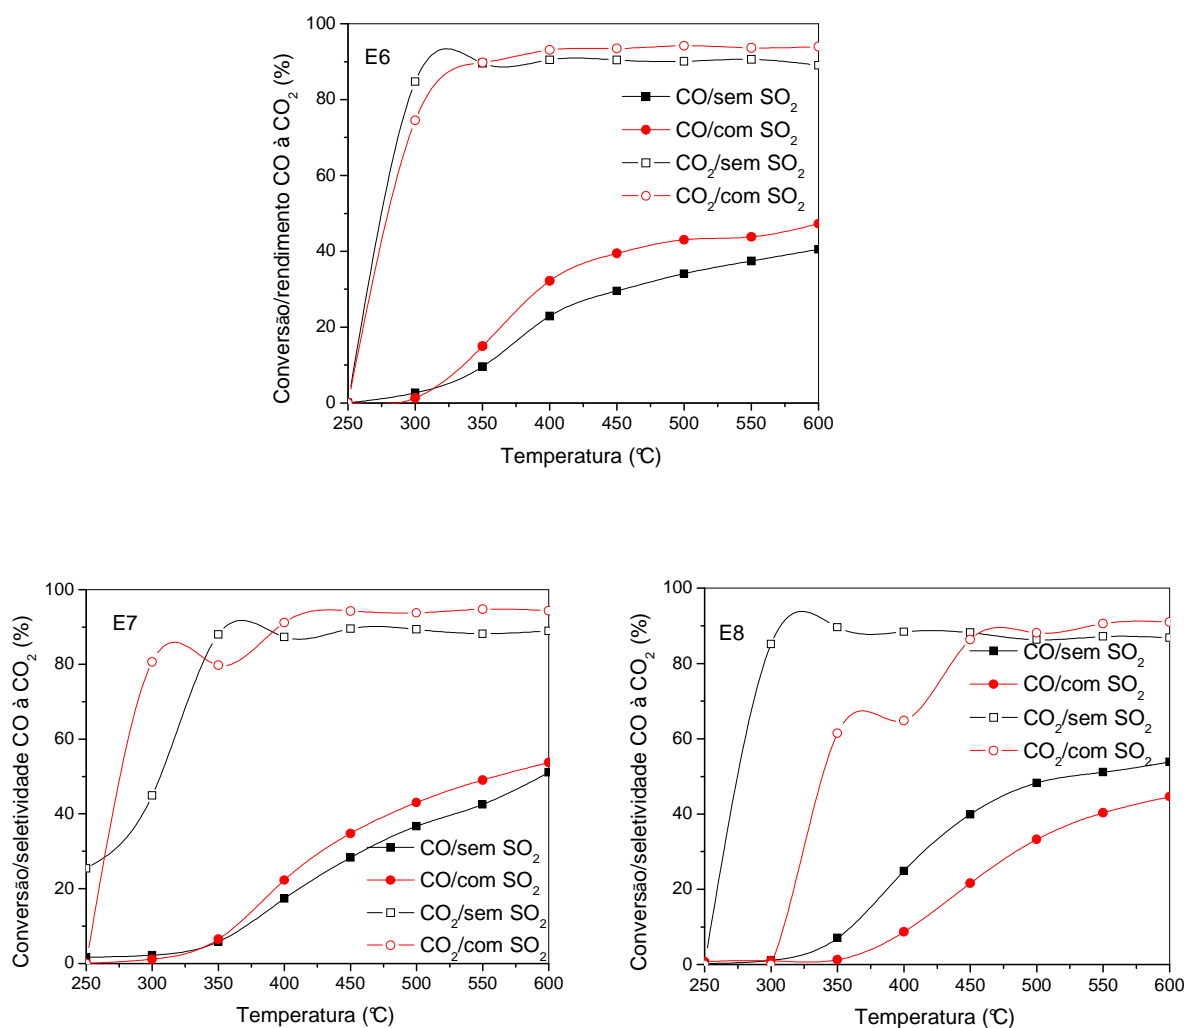 E6
Conversão/rendimento CO à CO2 (%)
100
80
60
40
20
0
CO/sem SO2
CO/com SO2
CO2/sem SO2
CO2/com SO2
250 300 350 400 450 500 550 600
Temperatura (°C)
E7
Conversão/seletividade CO à CO2 (%)
100
80
60
40
20
0
CO/sem SO2
CO/com SO2
CO2/sem SO2
CO2/com SO2
250 300 350 400 450 500 550 600
Temperatura (°C)
E8
Conversão/seletividade CO à CO2 (%)
100
80
60
40
20
0
CO/sem SO2
CO/com SO2
CO2/sem SO2
CO2/com SO2
250 300 350 400 450 500 550 600
Temperatura (°C)